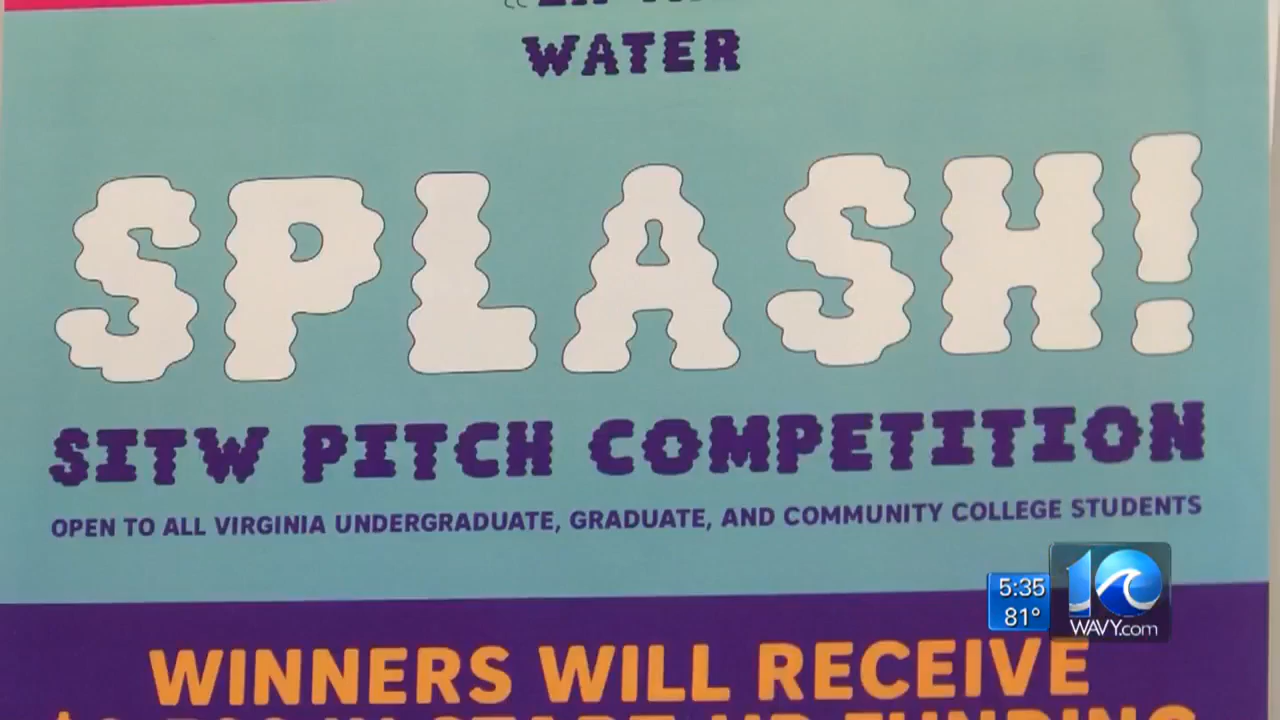 WATER
SPLASH!
SITW PITCH COMPETITION
OPEN TO ALL VIRGINIA UNDERGRADUATE, GRADUATE, AND COMMUNITY COLLEGE STUDENTS
5:35
81°
10
WAVY.com
WINNERS WILL RECEIVE